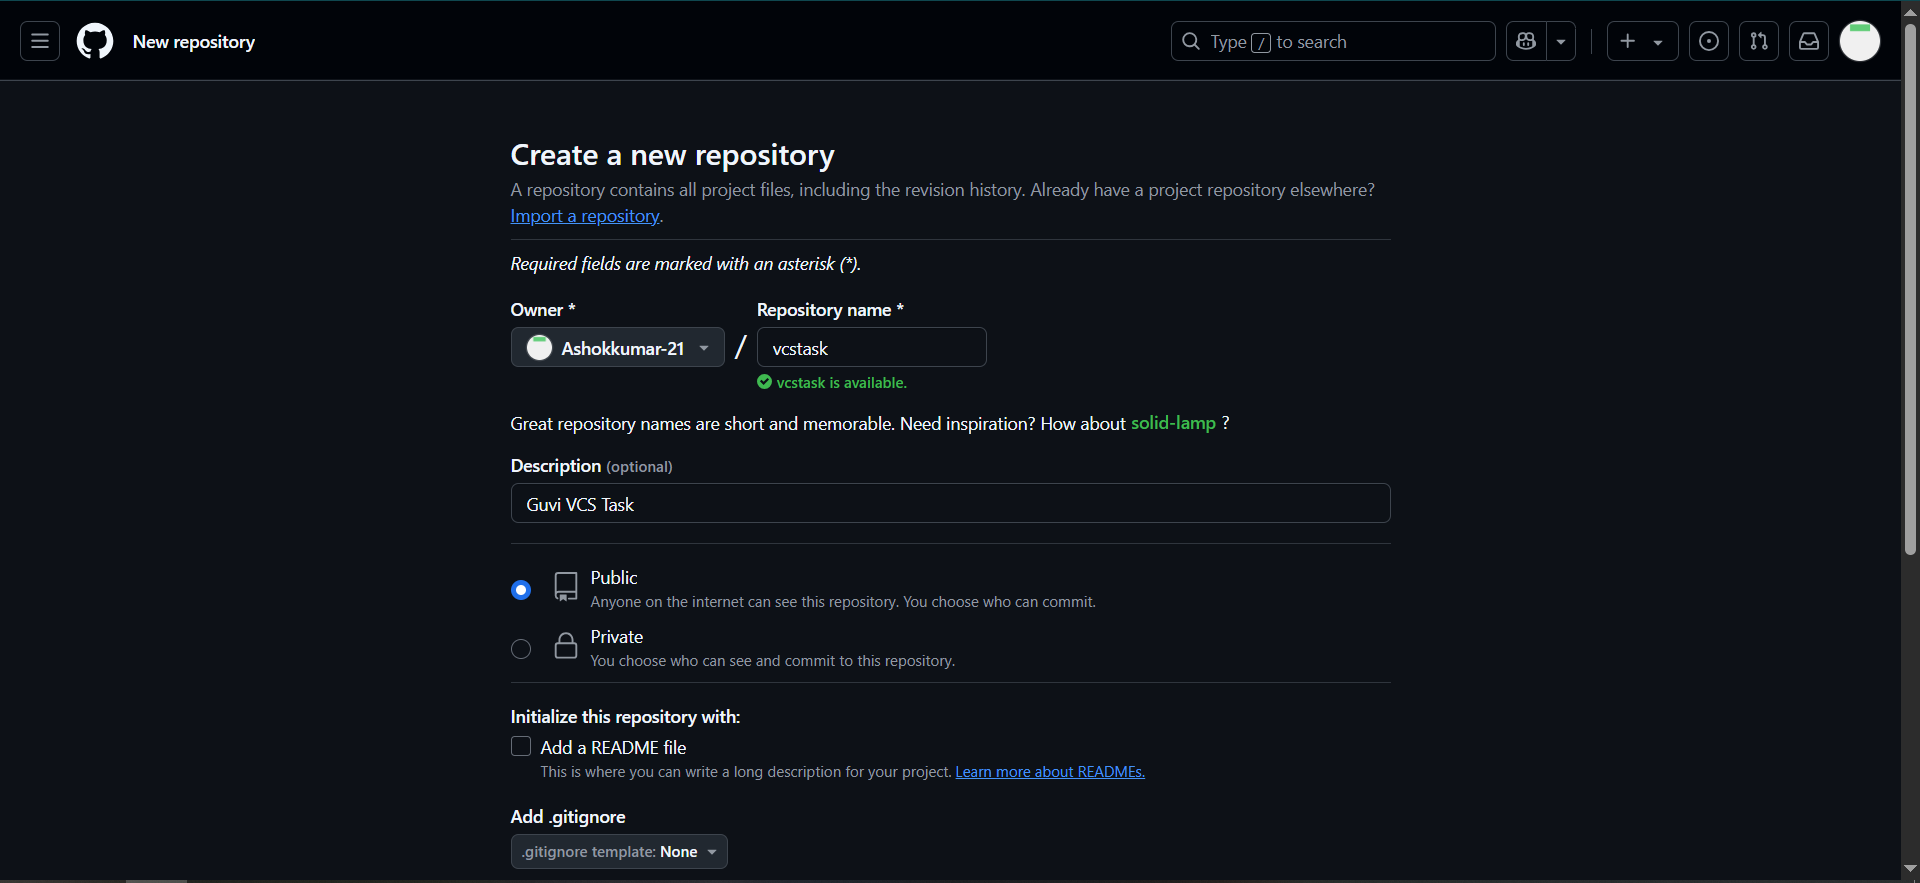 New repository
Type / to search
Create a new repository
A repository contains all project files, including the revision history. Already have a project repository elsewhere?
Import a repository.
Required fields are marked with an asterisk (*).
Owner *
Repository name *
Ashokkumar-21
/
vcstask
vcstask is available.
Great repository names are short and memorable. Need inspiration? How about solid-lamp ?
Description (optional)
Guvi VCS Task
Public
Anyone on the internet can see this repository. You choose who can commit.
Private
You choose who can see and commit to this repository.
Initialize this repository with:
Add a README file
This is where you can write a long description for your project. Learn more about READMEs.
Add .gitignore
.gitignore template: None